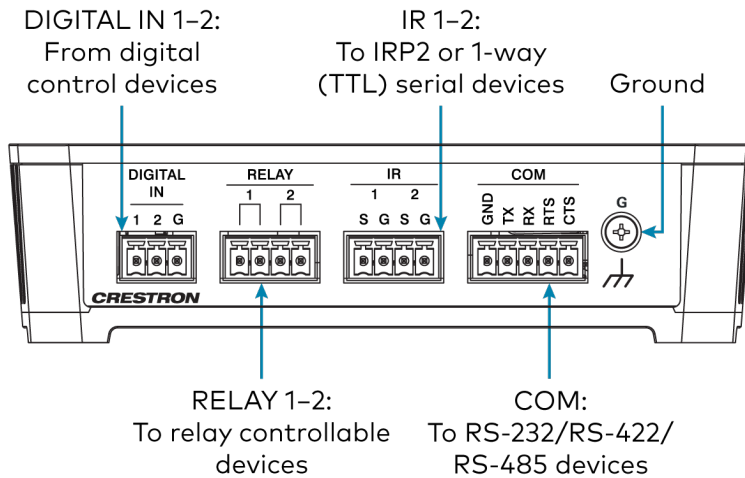 DIGITAL IN 1–2:
From digital
control devices
IR 1–2:
To IRP2 or 1-way
(TTL) serial devices
Ground
DIGITAL
IN
1 2 G
RELAY
1 2
IR
1 2
S G S G
COM
GND TX RX RTS CTS
G
CRESTRON
RELAY 1–2:
To relay controllable
devices
COM:
To RS-232/RS-422/
RS-485 devices